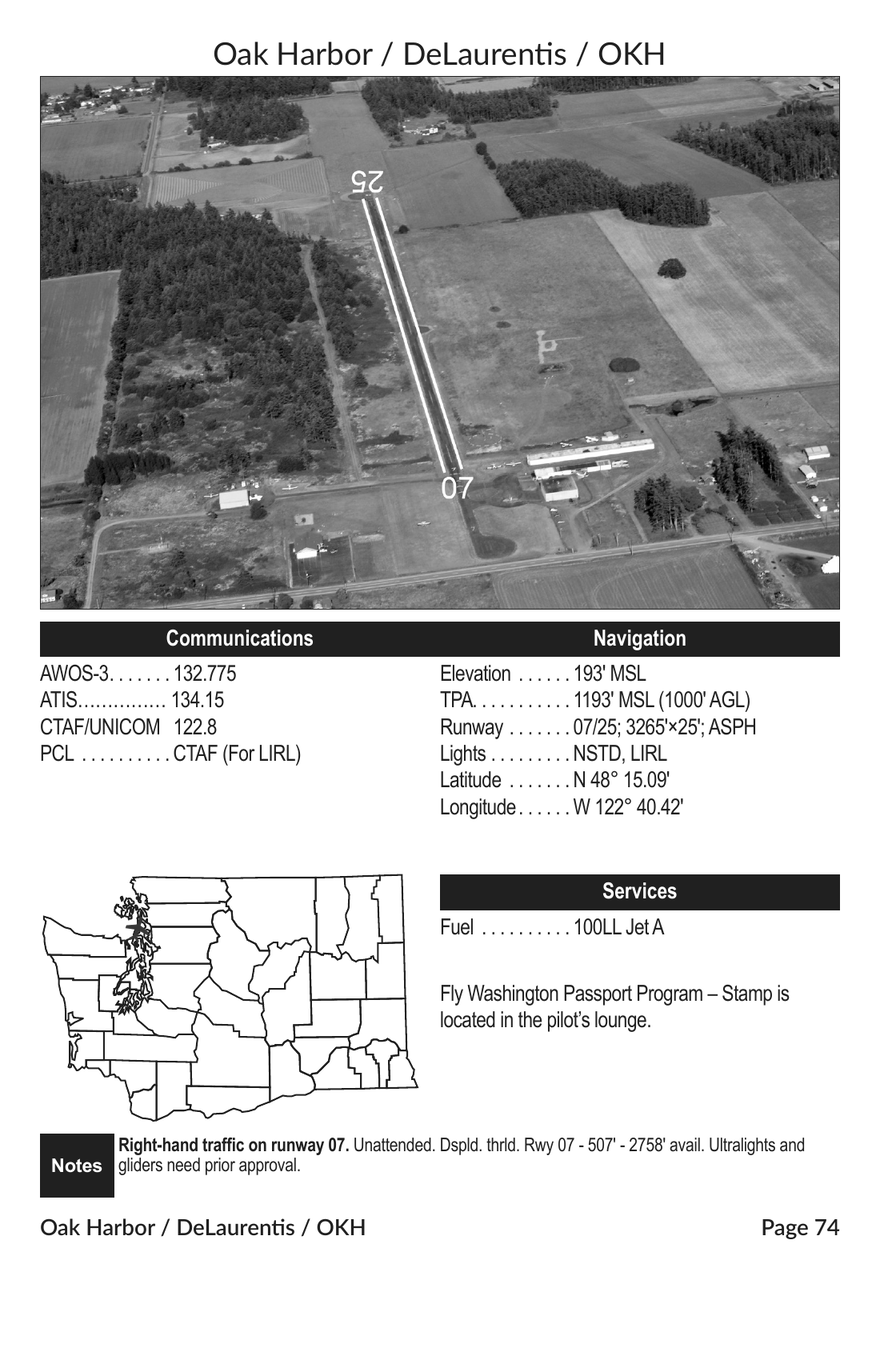 Oak Harbor / DeLaurentis / OKH
25
07
Communications
AWOS-3. . . . . . . 132.775
ATIS…………… 134.15
CTAF/UNICOM 122.8
PCL . . . . . . . . . . CTAF (For LIRL)
Navigation
Elevation . . . . . . 193' MSL
TPA. . . . . . . . . . . 1193' MSL (1000' AGL)
Runway . . . . . . . 07/25; 3265'×25'; ASPH
Lights . . . . . . . . . NSTD, LIRL
Latitude . . . . . . . N 48° 15.09'
Longitude . . . . . . W 122° 40.42'
Services
Fuel . . . . . . . . . . 100LL Jet A
Fly Washington Passport Program – Stamp is
located in the pilot’s lounge.
Notes
Right-hand traffic on runway 07. Unattended. Dspld. thrld. Rwy 07 - 507' - 2758' avail. Ultralights and
gliders need prior approval.
Oak Harbor / DeLaurentis / OKH
Page 74